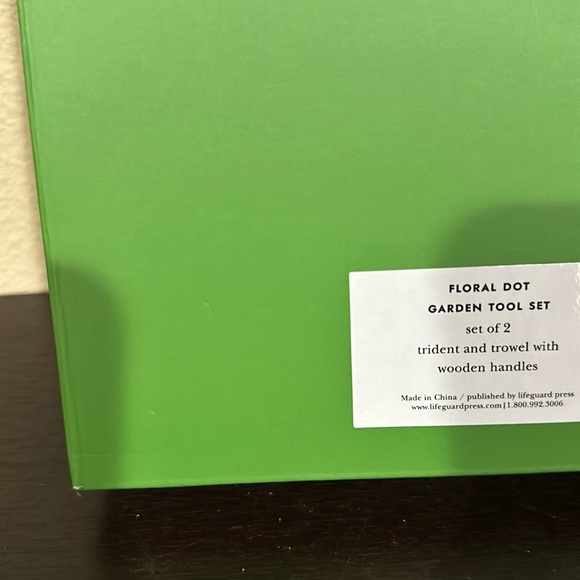 FLORAL DOT
GARDEN TOOL SET
set of 2
trident and trowel with
wooden handles
Made in China / published by lifeguard press
www.lifeguardpress.com | 1.800.992.3006